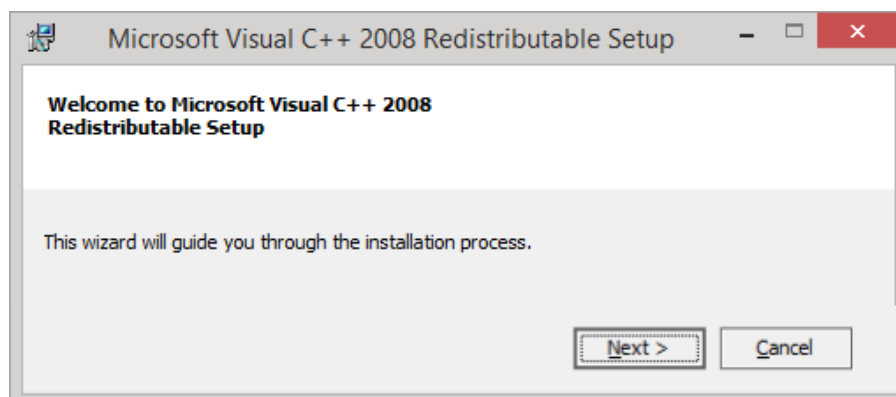 Microsoft Visual C++ 2008 Redistributable Setup
Welcome to Microsoft Visual C++ 2008
Redistributable Setup
This wizard will guide you through the installation process.
Next > Cancel